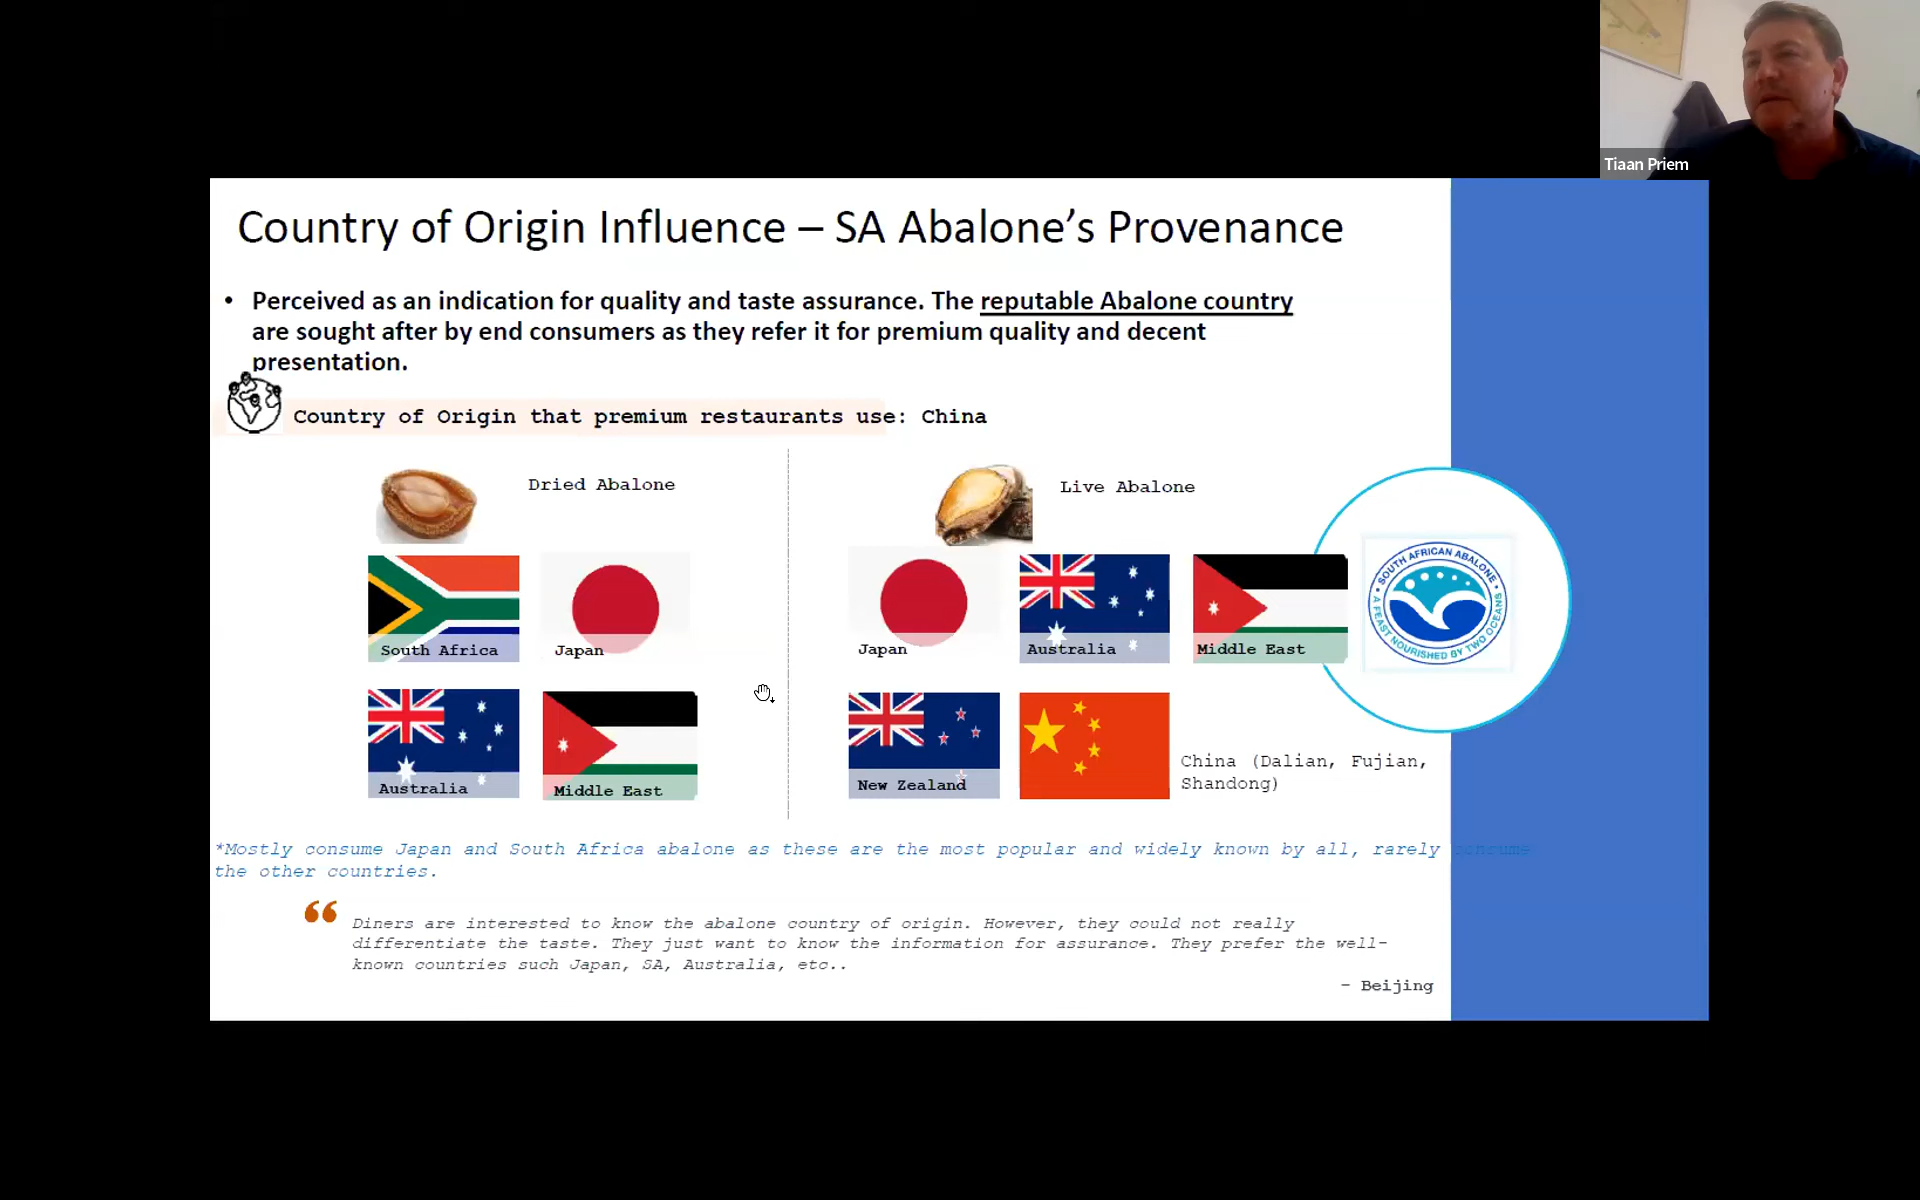 Tiaan Priem
Country of Origin Influence – SA Abalone's Provenance
• Perceived as an indication for quality and taste assurance. The reputable Abalone country
are sought after by end consumers as they refer it for premium quality and decent
presentation.
Country of Origin that premium restaurants use: China
Dried Abalone
Live Abalone
South Africa
Japan
Australia
Middle East
Japan
Australia
Middle East
New Zealand
China (Dalian, Fujian,
Shandong)
SOUTH AFRICAN ABALONE
A FEAST NOURISHED BY TWO OCEANS
*Mostly consume Japan and South Africa abalone as these are the most popular and widely known by all, rarely consume
the other countries.
“ Diners are interested to know the abalone country of origin. However, they could not really
differentiate the taste. They just want to know the information for assurance. They prefer the well-
known countries such Japan, SA, Australia, etc..
– Beijing